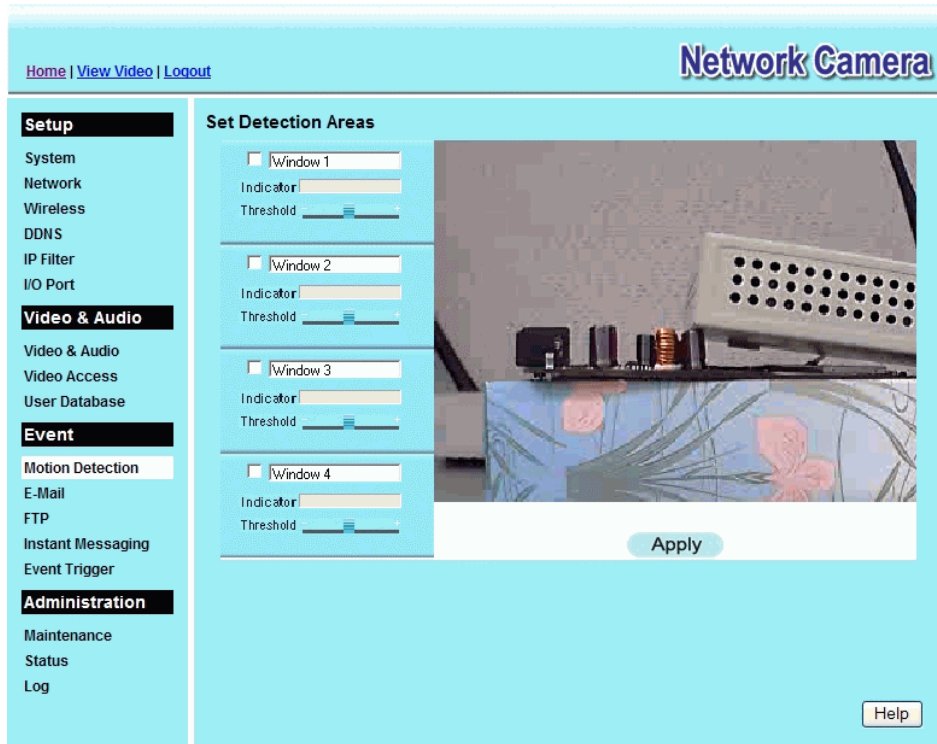 Home | View Video | Logout
Network Camera
Setup
System
Network
Wireless
DDNS
IP Filter
I/O Port
Video & Audio
Video & Audio
Video Access
User Database
Event
Motion Detection
E-Mail
FTP
Instant Messaging
Event Trigger
Administration
Maintenance
Status
Log
Set Detection Areas
Window 1
Indicator
Threshold - +
Window 2
Indicator
Threshold - +
Window 3
Indicator
Threshold - +
Window 4
Indicator
Threshold - +
Apply
Help